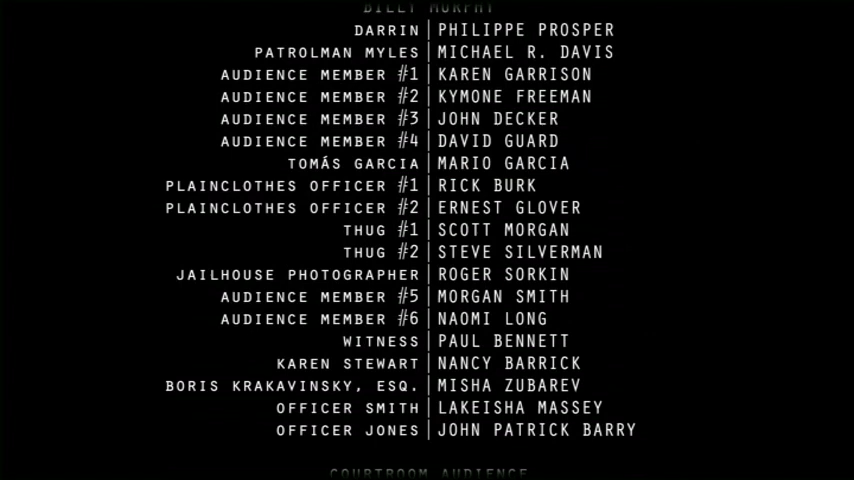 BILLY MURPHY
DARRIN | PHILIPPE PROSPER
PATROLMAN MYLES | MICHAEL R. DAVIS
AUDIENCE MEMBER #1 | KAREN GARRISON
AUDIENCE MEMBER #2 | KYMONE FREEMAN
AUDIENCE MEMBER #3 | JOHN DECKER
AUDIENCE MEMBER #4 | DAVID GUARD
TOMÁS GARCIA | MARIO GARCIA
PLAINCLOTHES OFFICER #1 | RICK BURK
PLAINCLOTHES OFFICER #2 | ERNEST GLOVER
THUG #1 | SCOTT MORGAN
THUG #2 | STEVE SILVERMAN
JAILHOUSE PHOTOGRAPHER | ROGER SORKIN
AUDIENCE MEMBER #5 | MORGAN SMITH
AUDIENCE MEMBER #6 | NAOMI LONG
WITNESS | PAUL BENNETT
KAREN STEWART | NANCY BARRICK
BORIS KRAKAVINSKY, ESQ. | MISHA ZUBAREV
OFFICER SMITH | LAKEISHA MASSEY
OFFICER JONES | JOHN PATRICK BARRY
COURTROOM AUDIENCE